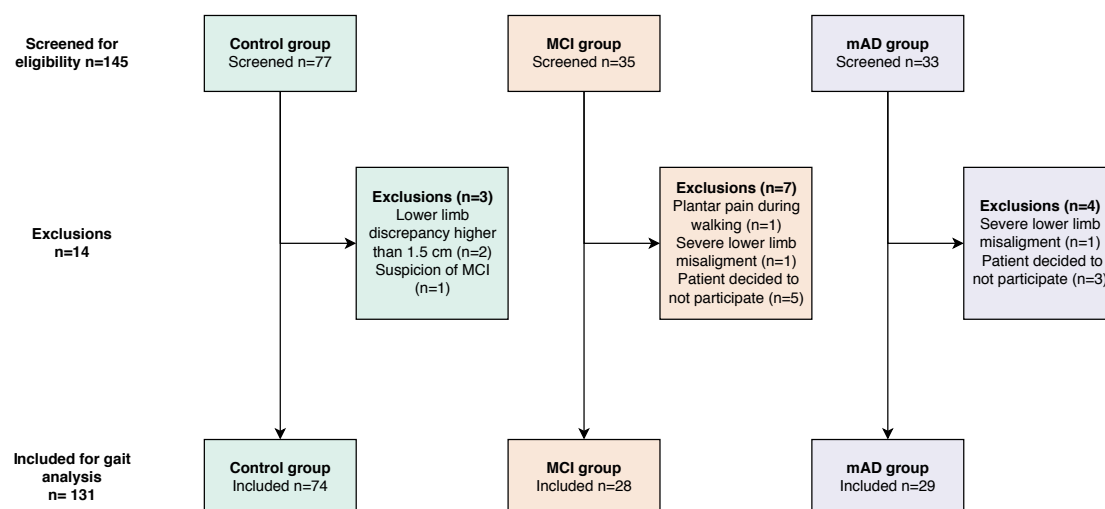 Screened for
eligibility n=145
Control group
Screened n=77
MCI group
Screened n=35
mAD group
Screened n=33
Exclusions
n=14
Exclusions (n=3)
Lower limb
discrepancy higher
than 1.5 cm (n=2)
Suspicion of MCI
(n=1)
Exclusions (n=7)
Plantar pain during
walking (n=1)
Severe lower limb
misaligment (n=1)
Patient decided to
not participate (n=5)
Exclusions (n=4)
Severe lower limb
misaligment (n=1)
Patient decided to
not participate (n=3)
Included for gait
analysis
n= 131
Control group
Included n=74
MCI group
Included n=28
mAD group
Included n=29